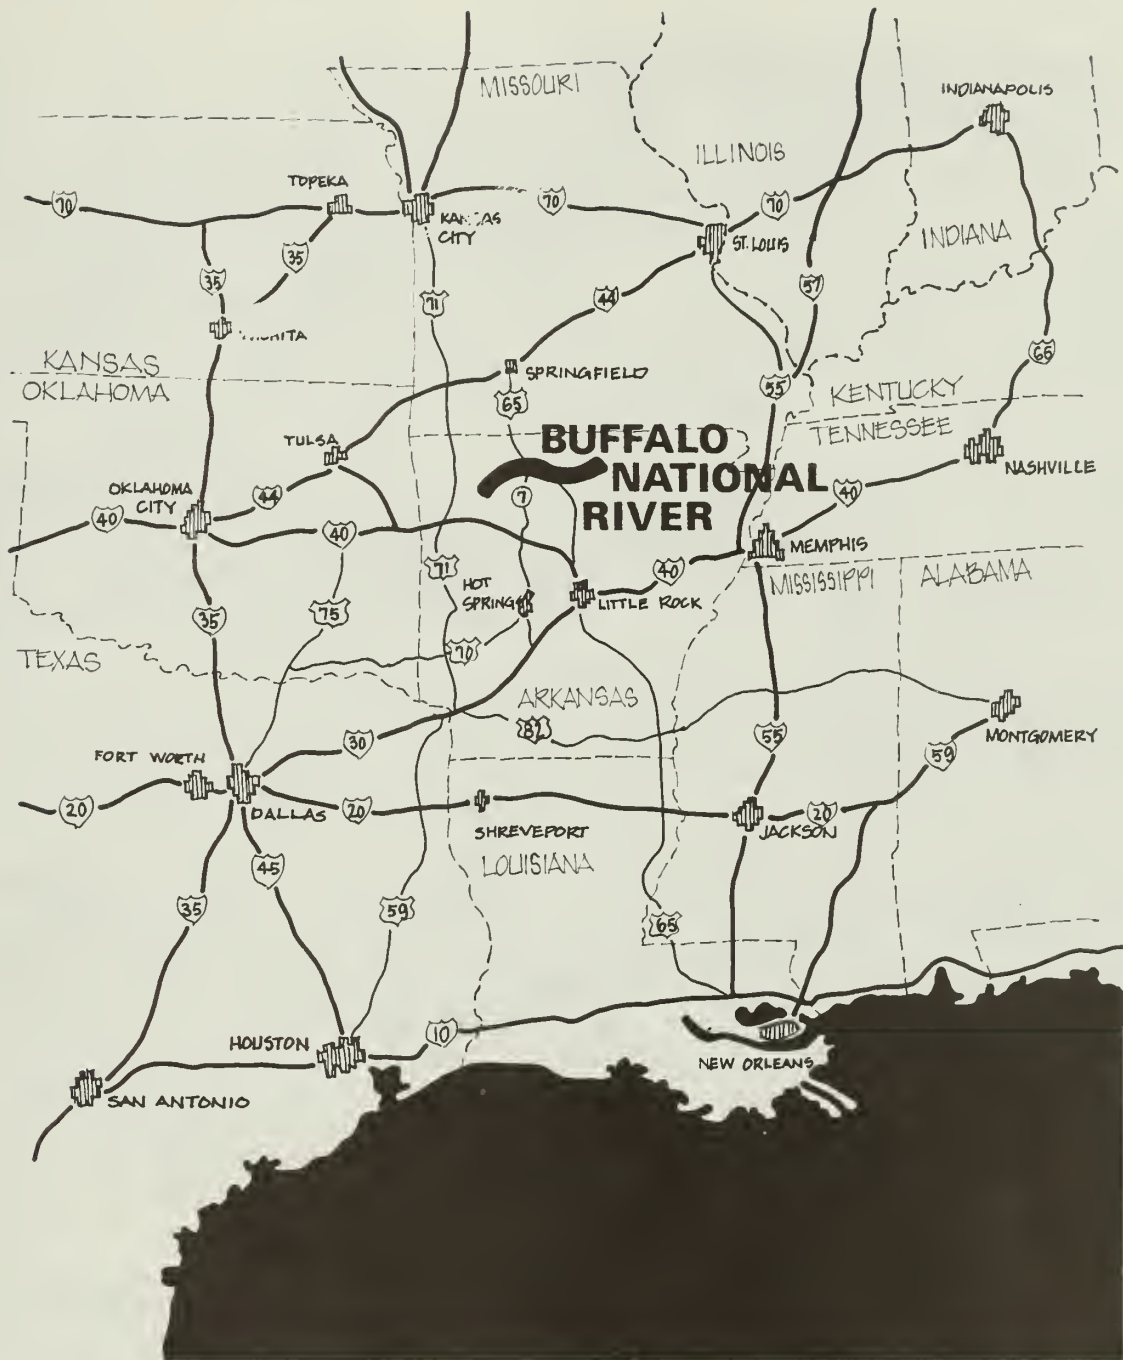 MISSOURI
INDIANAPOLIS
ILLINOIS
TOPEKA
70
KANSAS
CITY
70
70
ST. LOUIS
INDIANA
35
35
71
44
57
65
KANSAS
OKLAHOMA
SPRINGFIELD
65
55
KENTUCKY
TENNESSEE
TULSA
BUFFALO
NATIONAL
RIVER
7
NASHVILLE
OKLAHOMA
CITY
44
40
40
40
MEMPHIS
71
40
MISSISSIPPI
ALABAMA
HOT
SPRINGS
LITTLE ROCK
35
75
70
TEXAS
ARKANSAS
82
FORT WORTH
30
55
MONTGOMERY
59
20
DALLAS
20
SHREVEPORT
20
JACKSON
LOUISIANA
45
35
59
65
HOUSTON
10
NEW ORLEANS
SAN ANTONIO